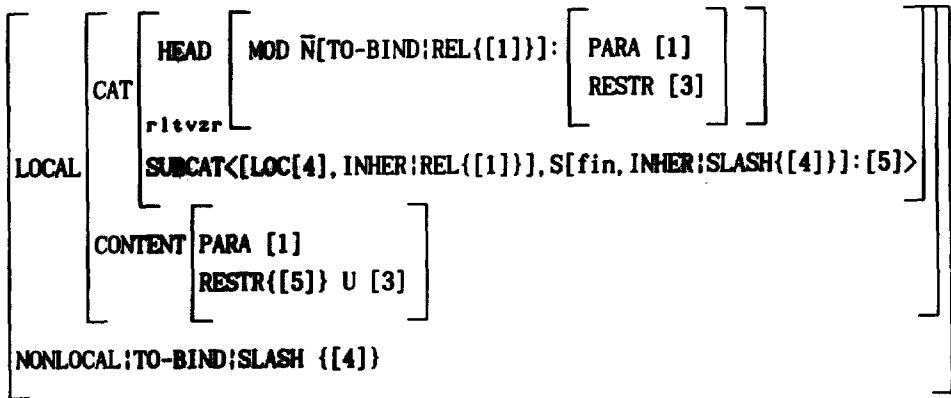 HEAD MOD N̄[TO-BIND¦REL{[1]}]: PARA [1]
RESTR [3]
CAT
rltvzr
LOCAL SUBCAT<[LOC[4], INHER¦REL{[1]}], S[fin, INHER¦SLASH{[4]}]:[5]>
CONTENT PARA [1]
RESTR{[5]} U [3]
NONLOCAL¦TO-BIND¦SLASH {[4]}